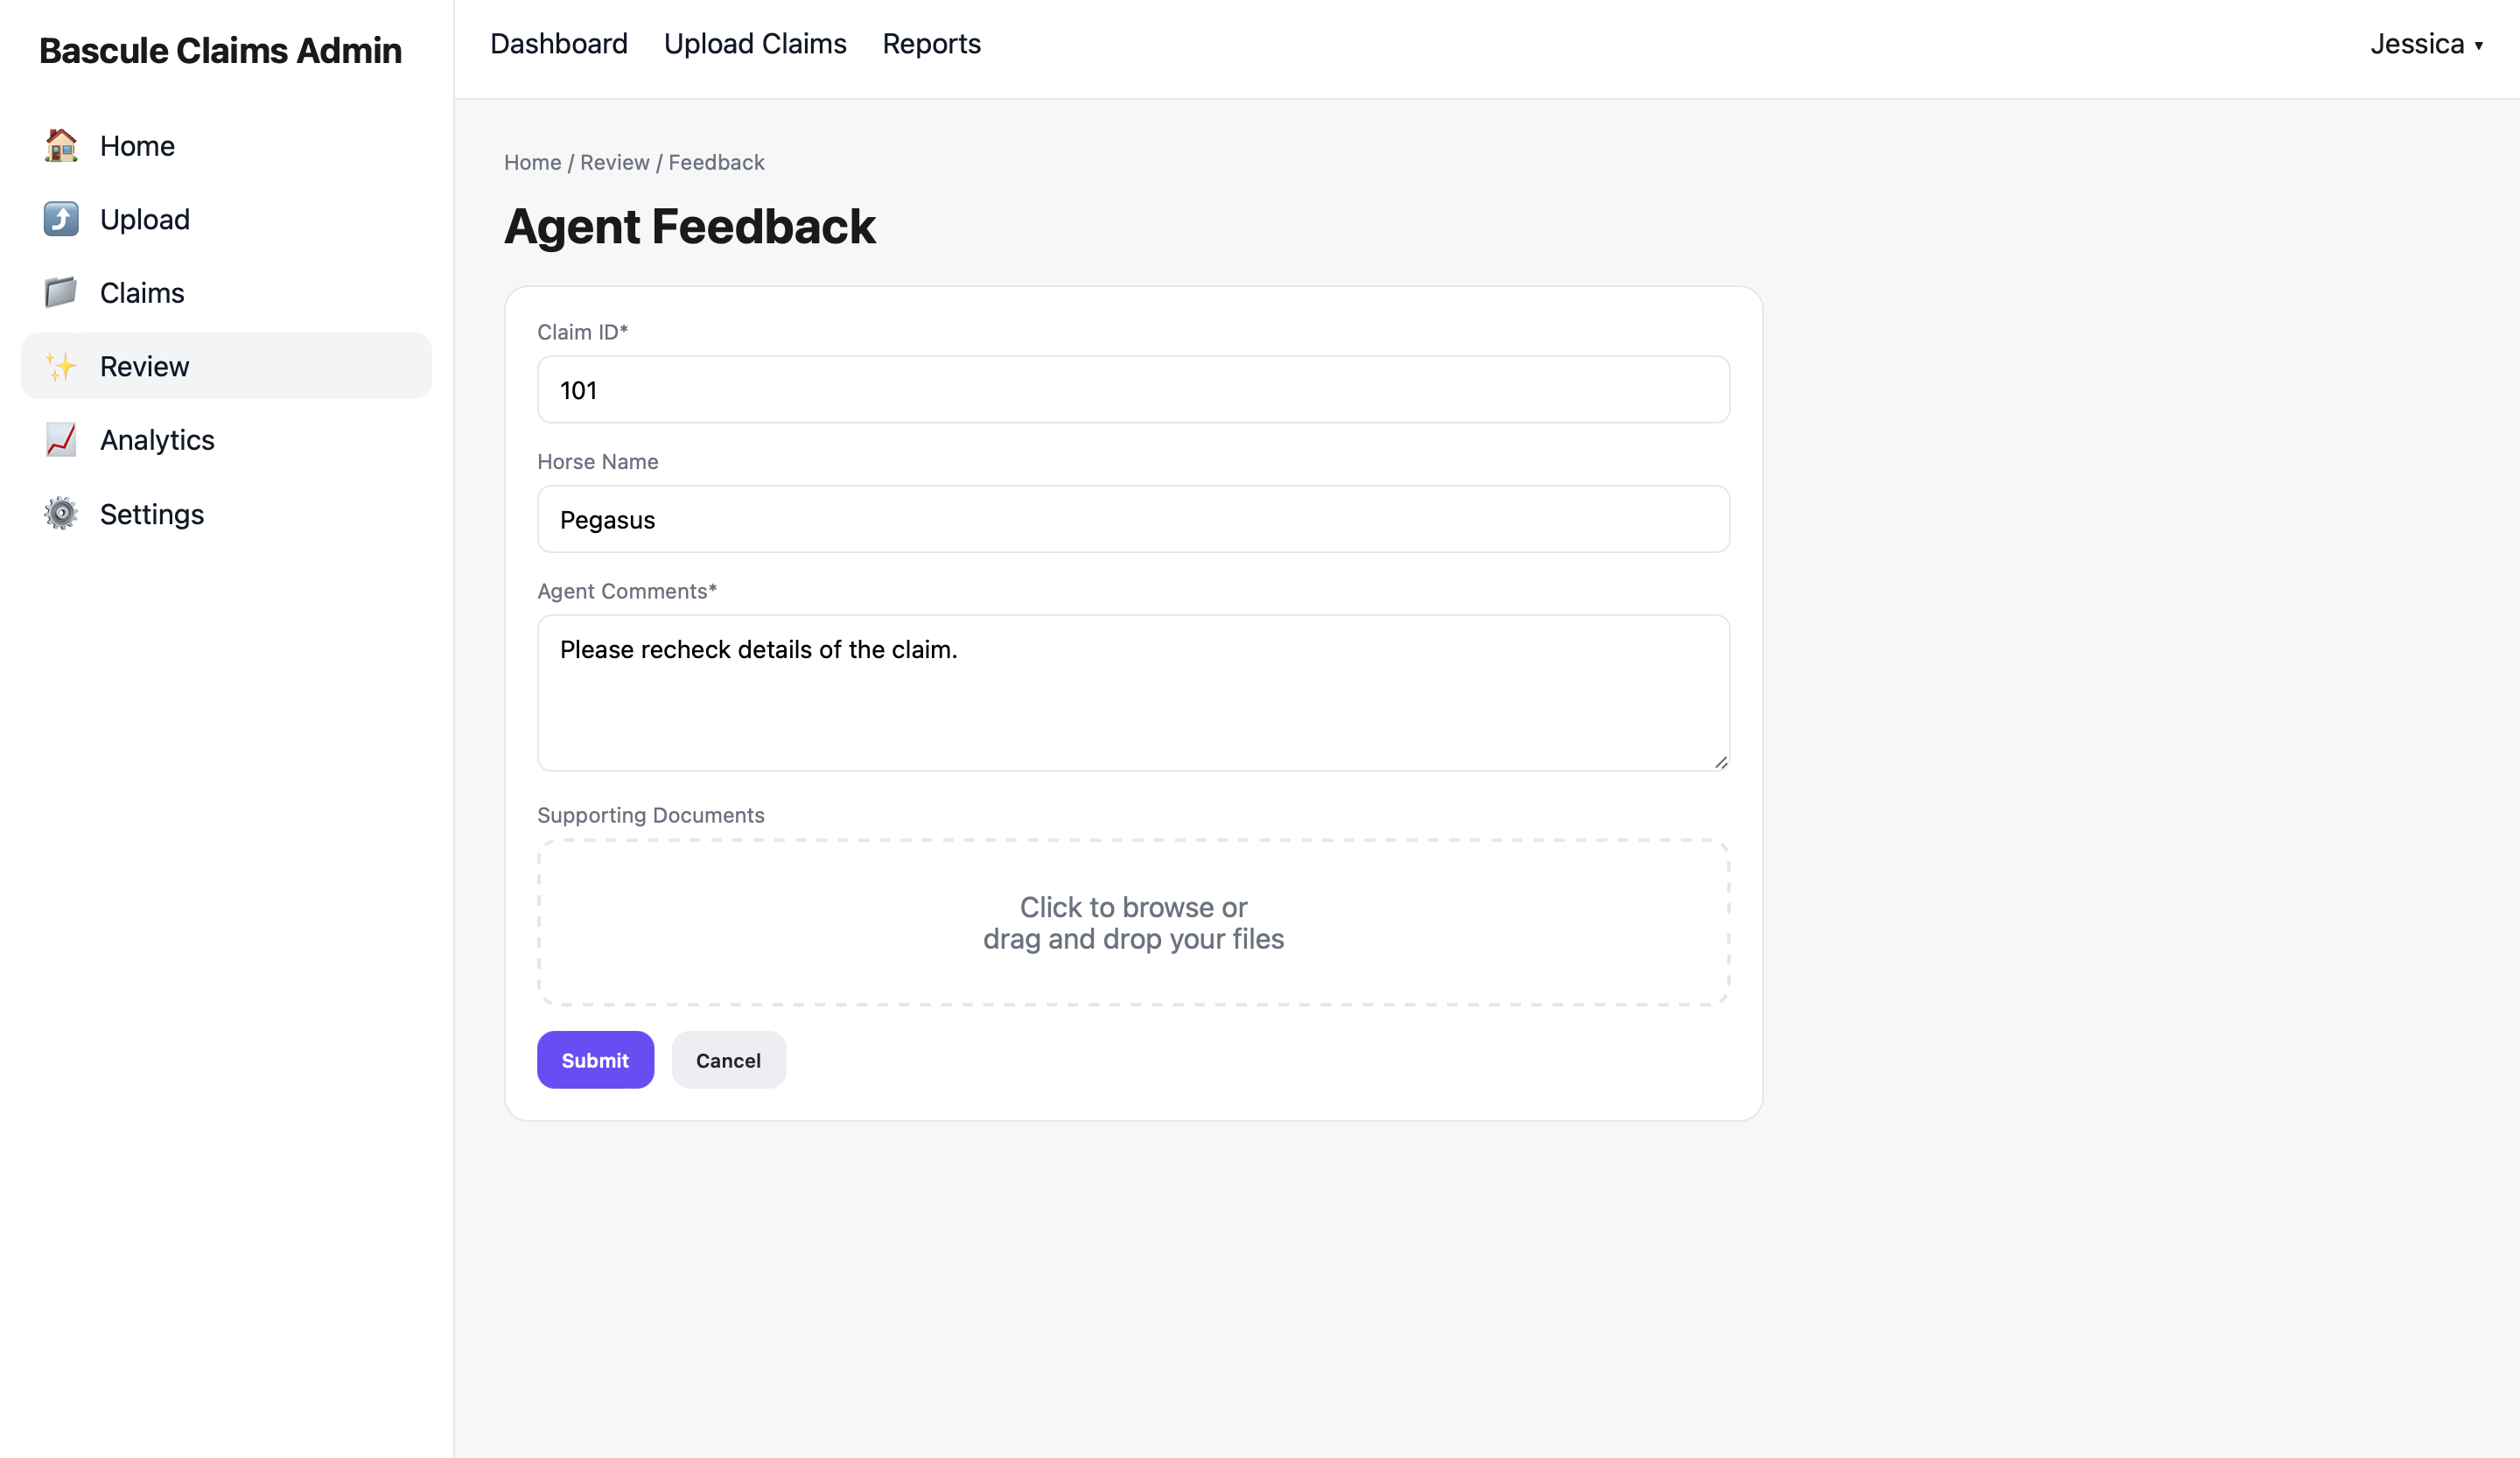 Bascule Claims Admin
Home
Upload
Claims
Review
Analytics
Settings
Dashboard
Upload Claims
Reports
Jessica ▾
Home / Review / Feedback
Agent Feedback
Claim ID*
101
Horse Name
Pegasus
Agent Comments*
Please recheck details of the claim.
Supporting Documents
Click to browse or
drag and drop your files
Submit
Cancel